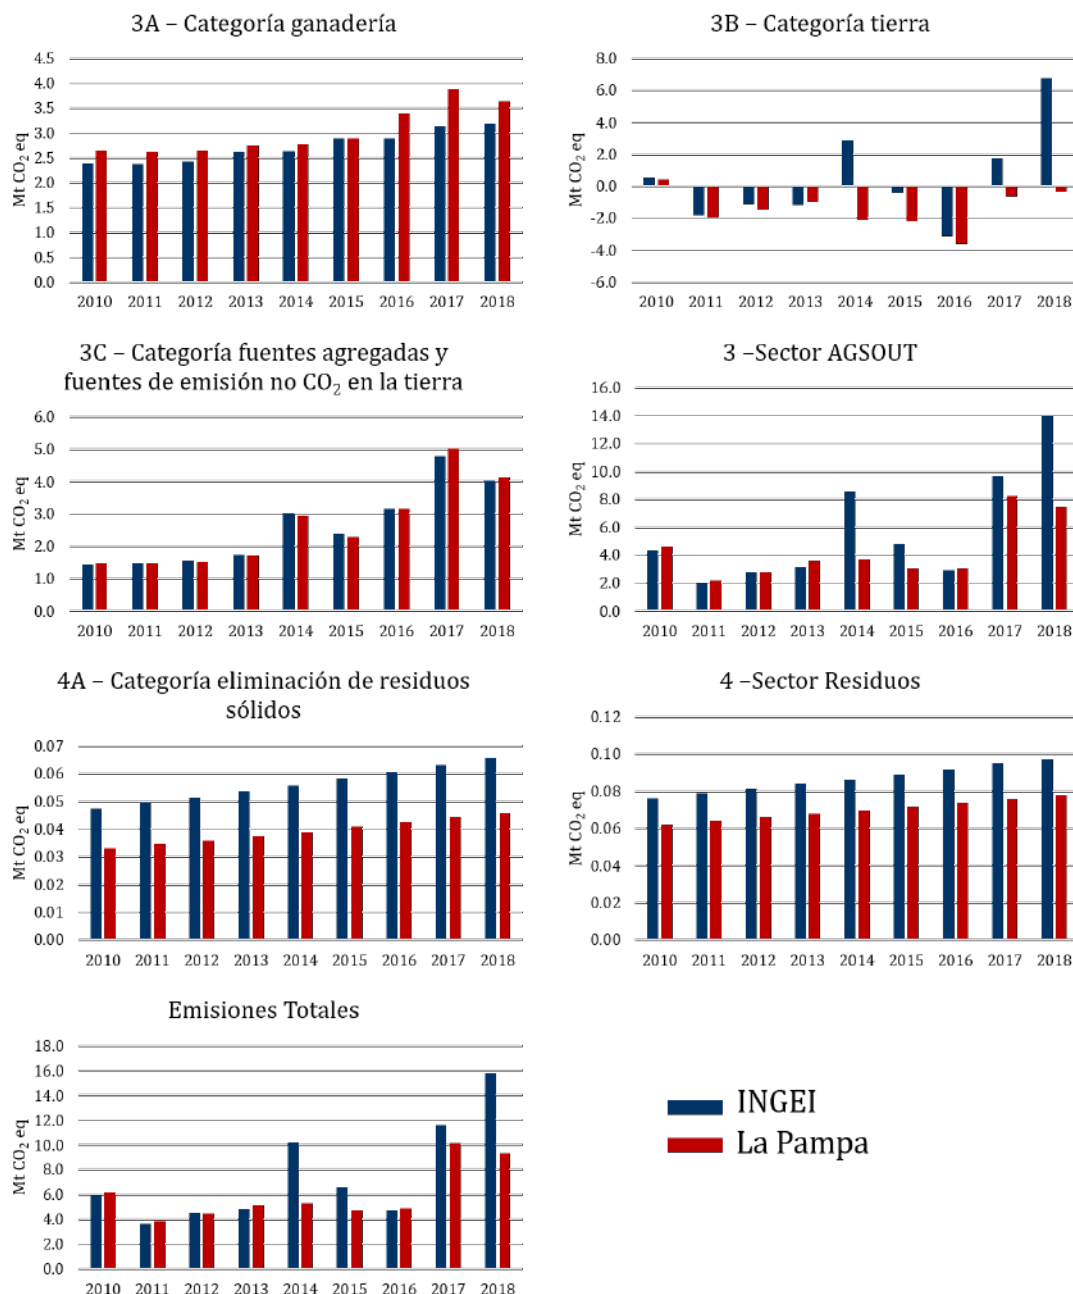 3A – Categoría ganadería
4.5
4.0
3.5
3.0
2.5
2.0
1.5
1.0
0.5
0.0
Mt CO₂ eq
2010 2011 2012 2013 2014 2015 2016 2017 2018
3B – Categoría tierra
8.0
6.0
4.0
2.0
0.0
-2.0
-4.0
-6.0
Mt CO₂ eq
2010 2011 2012 2013 2014 2015 2016 2017 2018
3C – Categoría fuentes agregadas y
fuentes de emisión no CO₂ en la tierra
6.0
5.0
4.0
3.0
2.0
1.0
0.0
Mt CO₂ eq
2010 2011 2012 2013 2014 2015 2016 2017 2018
3 –Sector AGSOUT
16.0
14.0
12.0
10.0
8.0
6.0
4.0
2.0
0.0
Mt CO₂ eq
2010 2011 2012 2013 2014 2015 2016 2017 2018
4A – Categoría eliminación de residuos
sólidos
0.07
0.06
0.05
0.04
0.03
0.02
0.01
0.00
Mt CO₂ eq
2010 2011 2012 2013 2014 2015 2016 2017 2018
4 –Sector Residuos
0.12
0.10
0.08
0.06
0.04
0.02
0.00
Mt CO₂ eq
2010 2011 2012 2013 2014 2015 2016 2017 2018
Emisiones Totales
18.0
16.0
14.0
12.0
10.0
8.0
6.0
4.0
2.0
0.0
Mt CO₂ eq
2010 2011 2012 2013 2014 2015 2016 2017 2018
INGEI
La Pampa